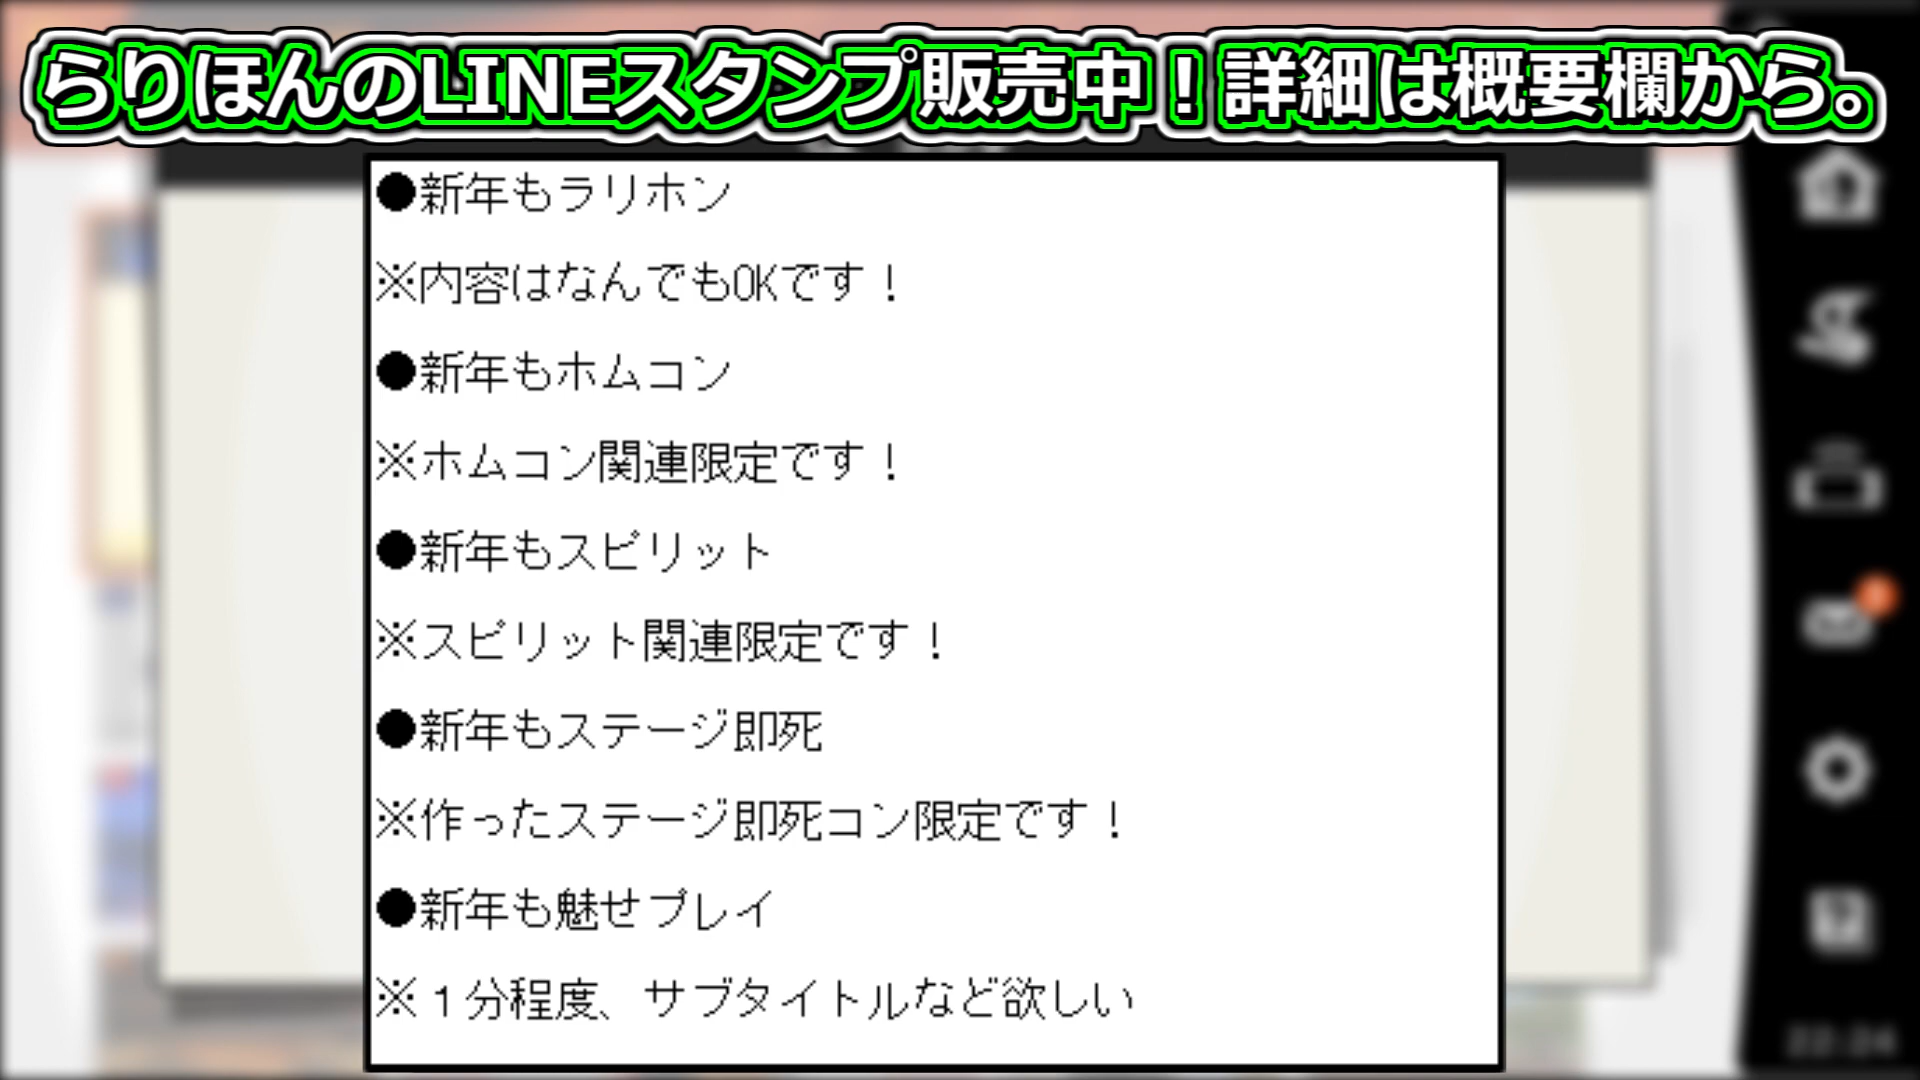 らりほんのLINEスタンプ販売中！詳細は概要欄から。
●新年もラリホン
※内容はなんでもOKです！
●新年もホムコン
※ホムコン関連限定です！
●新年もスピリット
※スピリット関連限定です！
●新年もステージ即死
※作ったステージ即死コン限定です！
●新年も魅せプレイ
※１分程度、サブタイトルなど欲しい
22:24